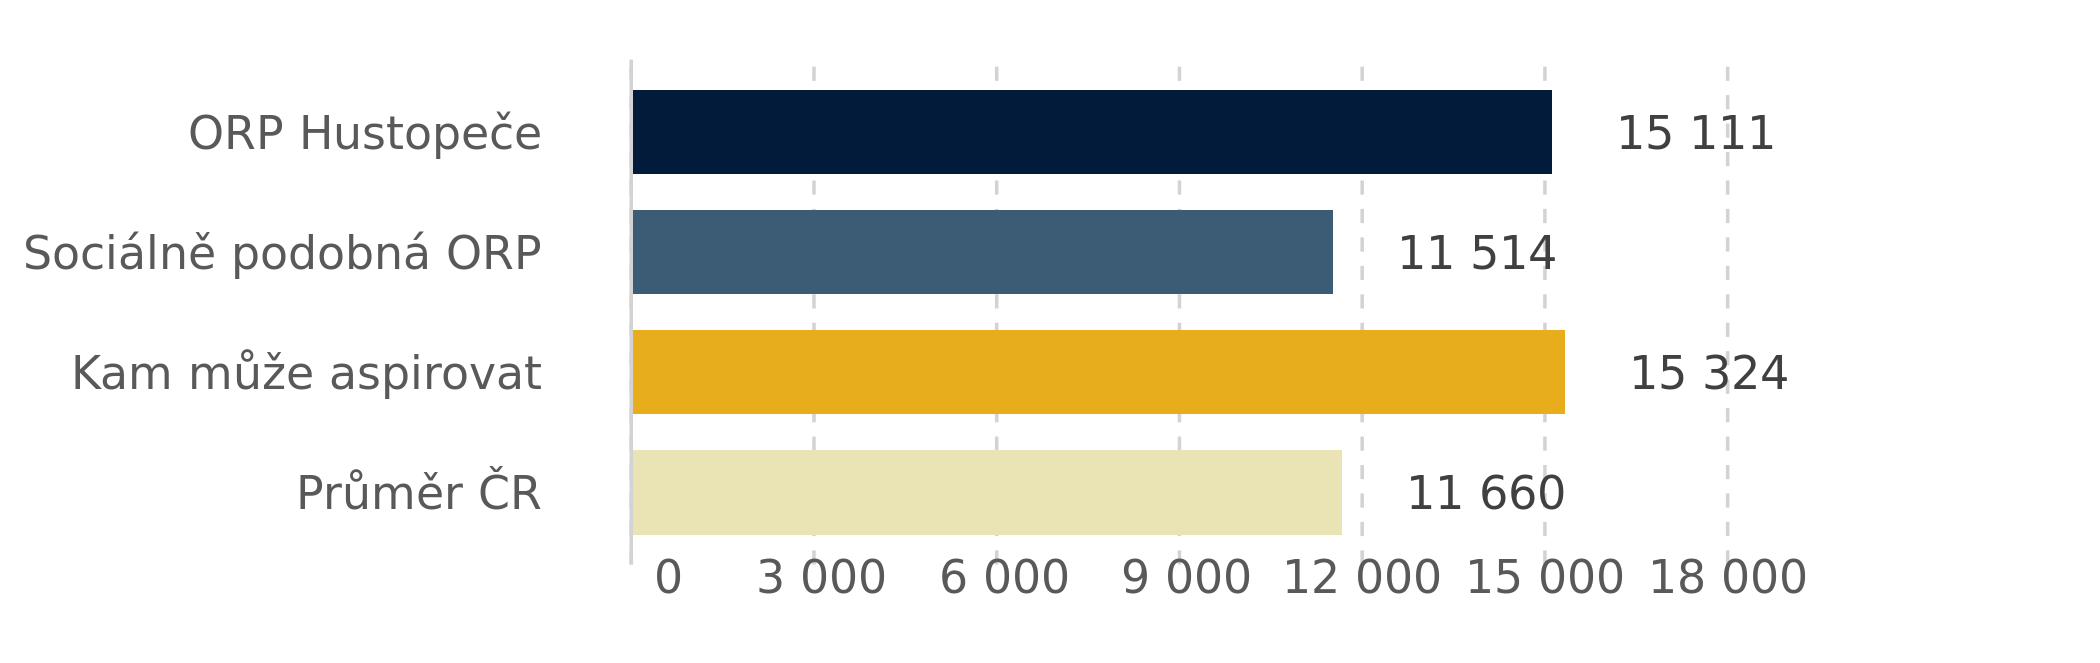 ORP Hustopeče 15 111
Sociálně podobná ORP 11 514
Kam může aspirovat 15 324
Průměr ČR 11 660
0 3 000 6 000 9 000 12 000 15 000 18 000